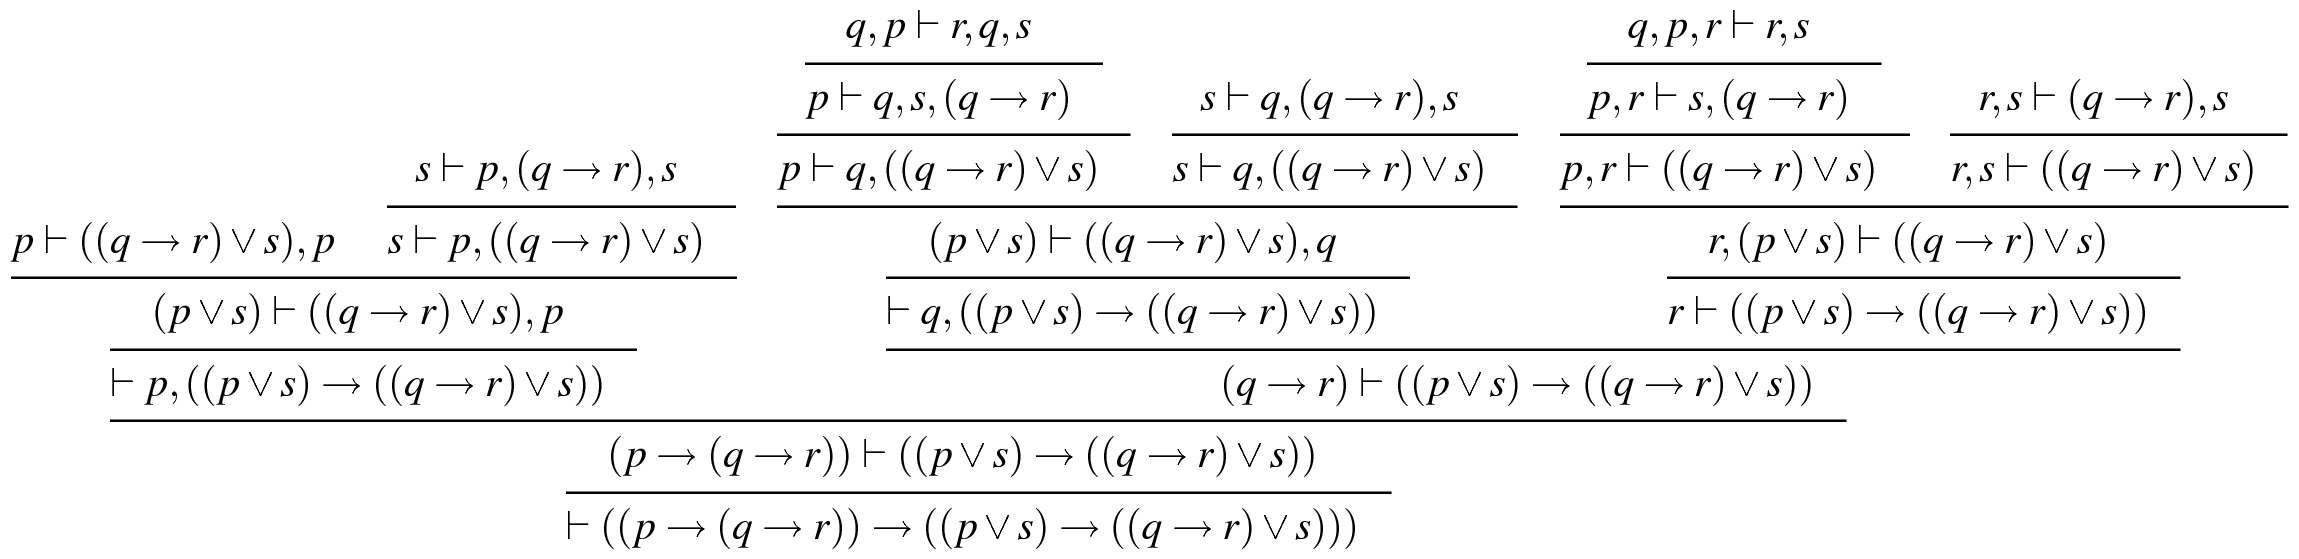 q, p ⊢ r, q, s q, p, r ⊢ r, s
p ⊢ q, s, (q → r) s ⊢ q, (q → r), s p, r ⊢ s, (q → r) r, s ⊢ (q → r), s
s ⊢ p, (q → r), s p ⊢ q, ((q → r) ∨ s) s ⊢ q, ((q → r) ∨ s) p, r ⊢ ((q → r) ∨ s) r, s ⊢ ((q → r) ∨ s)
p ⊢ ((q → r) ∨ s), p s ⊢ p, ((q → r) ∨ s) (p ∨ s) ⊢ ((q → r) ∨ s), q r, (p ∨ s) ⊢ ((q → r) ∨ s)
(p ∨ s) ⊢ ((q → r) ∨ s), p ⊢ q, ((p ∨ s) → ((q → r) ∨ s)) r ⊢ ((p ∨ s) → ((q → r) ∨ s))
⊢ p, ((p ∨ s) → ((q → r) ∨ s)) (q → r) ⊢ ((p ∨ s) → ((q → r) ∨ s))
(p → (q → r)) ⊢ ((p ∨ s) → ((q → r) ∨ s))
⊢ ((p → (q → r)) → ((p ∨ s) → ((q → r) ∨ s)))